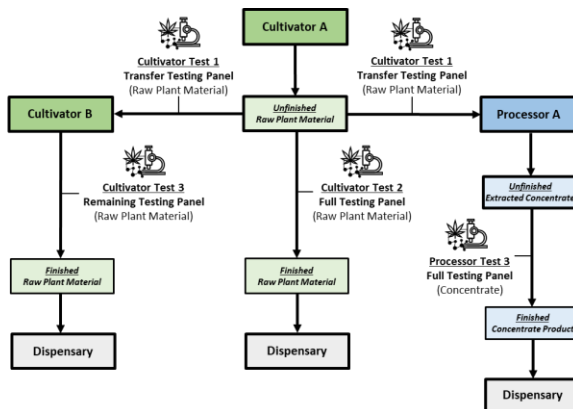 Cultivator A
Cultivator Test 1
Transfer Testing Panel
(Raw Plant Material)
Cultivator Test 1
Transfer Testing Panel
(Raw Plant Material)
Cultivator B
Unfinished
Raw Plant Material
Processor A
Cultivator Test 3
Remaining Testing Panel
(Raw Plant Material)
Cultivator Test 2
Full Testing Panel
(Raw Plant Material)
Unfinished
Extracted Concentrate
Processor Test 3
Full Testing Panel
(Concentrate)
Finished
Raw Plant Material
Finished
Raw Plant Material
Finished
Concentrate Product
Dispensary
Dispensary
Dispensary